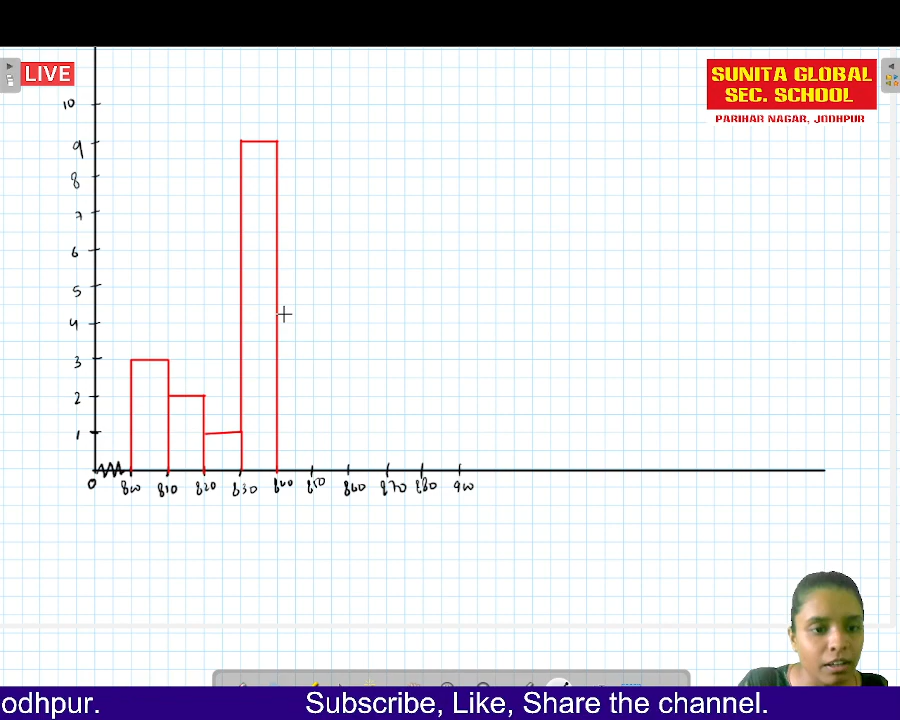 LIVE
SUNITA GLOBAL
SEC. SCHOOL
PARIHAR NAGAR, JODHPUR
10
9
8
7
6
5
4
3
2
1
0 800 810 820 830 840 850 860 870 880 900
odhpur. Subscribe, Like, Share the channel.